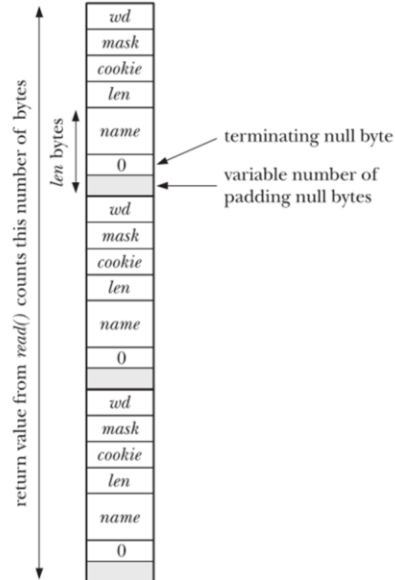 return value from read() counts this number of bytes
len bytes
wd
mask
cookie
len
name
0
terminating null byte
variable number of
padding null bytes
wd
mask
cookie
len
name
0
wd
mask
cookie
len
name
0